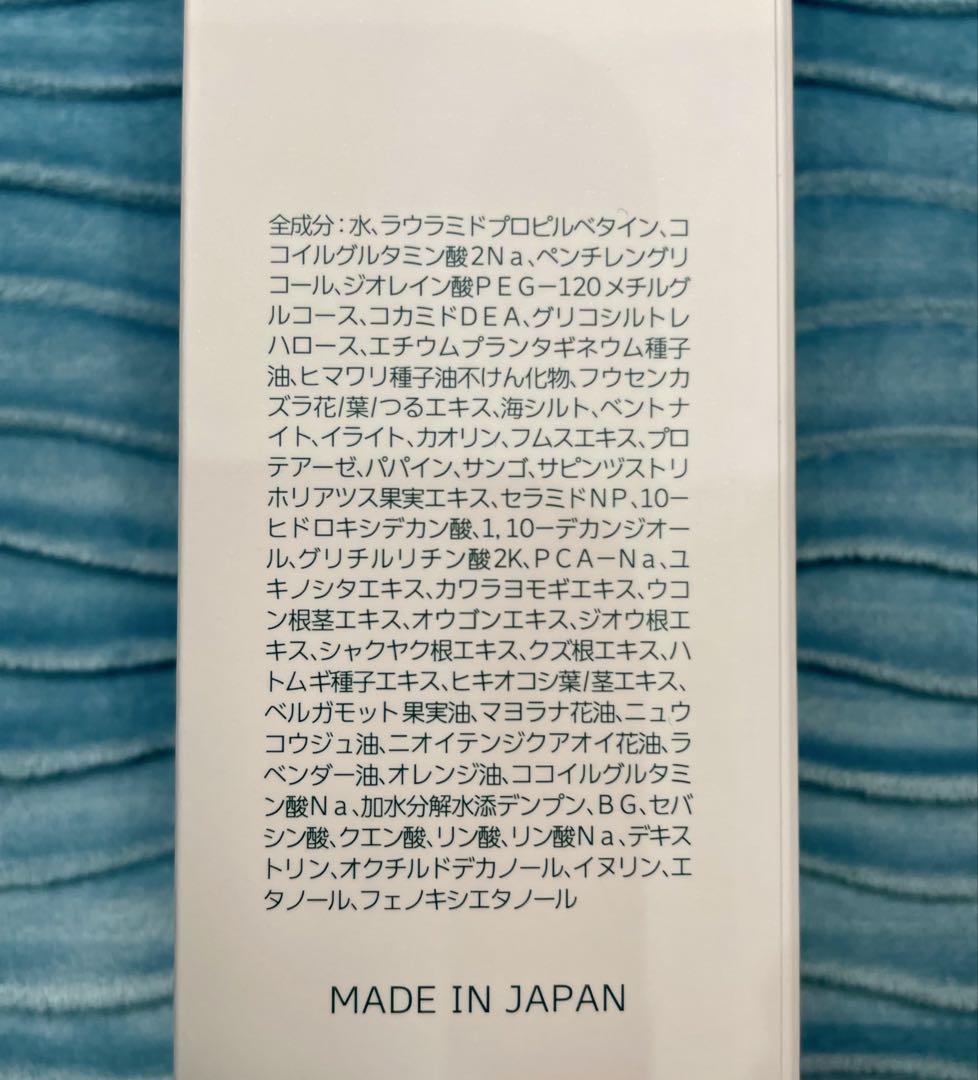 全成分：水、ラウラミドプロピルベタイン、コ
コイルグルタミン酸2Na、ペンチレングリ
コール、ジオレイン酸PEG－120メチルグ
ルコース、コカミドDEA、グリコシルトレ
ハロース、エチウムプランタギネウム種子
油、ヒマワリ種子油不けん化物、フウセンカ
ズラ花/葉/つるエキス、海シルト、ベントナ
イト、イライト、カオリン、フムスエキス、プロ
テアーゼ、パパイン、サンゴ、サピンヅストリ
ホリアツス果実エキス、セラミドNP、10－
ヒドロキシデカン酸、1,10－デカンジオー
ル、グリチルリチン酸2K、PCA－Na、ユ
キノシタエキス、カワラヨモギエキス、ウコ
ン根茎エキス、オウゴンエキス、ジオウ根エ
キス、シャクヤク根エキス、クズ根エキス、ハ
トムギ種子エキス、ヒキオコシ葉/茎エキス、
ベルガモット果実油、マヨラナ花油、ニュウ
コウジュ油、ニオイテンジクアオイ花油、ラ
ベンダー油、オレンジ油、ココイルグルタミ
ン酸Na、加水分解水添デンプン、BG、セバ
シン酸、クエン酸、リン酸、リン酸Na、デキス
トリン、オクチルドデカノール、イヌリン、エ
タノール、フェノキシエタノール
MADE IN JAPAN